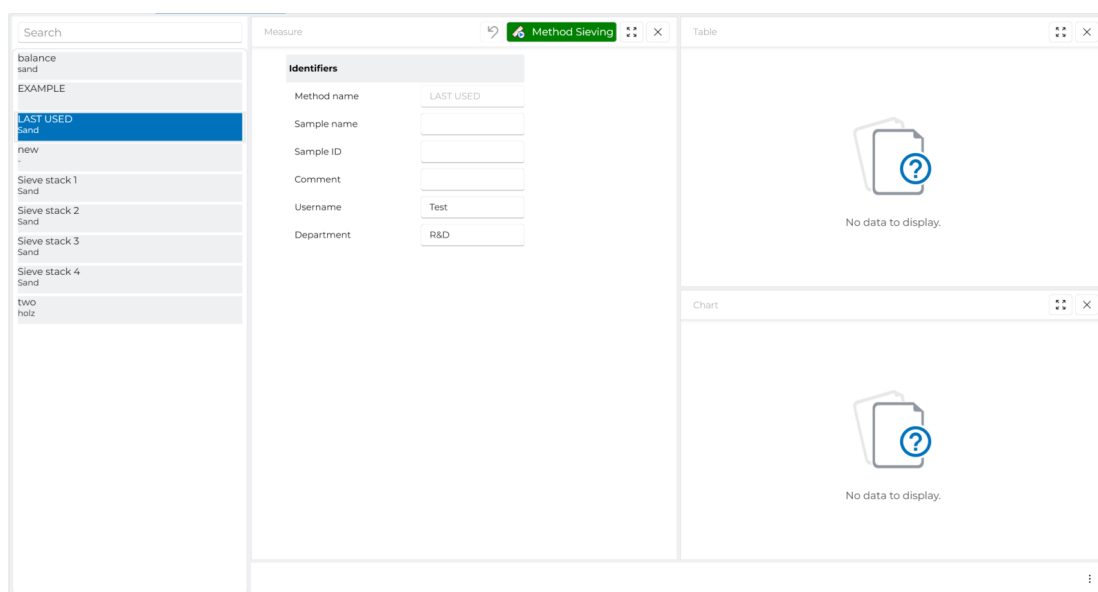 Search
balance
sand
EXAMPLE
LAST USED
Sand
new
-
Sieve stack 1
Sand
Sieve stack 2
Sand
Sieve stack 3
Sand
Sieve stack 4
Sand
two
holz
Measure
Method Sieving
Identifiers
Method name LAST USED
Sample name
Sample ID
Comment
Username Test
Department R&D
Table
No data to display.
Chart
No data to display.